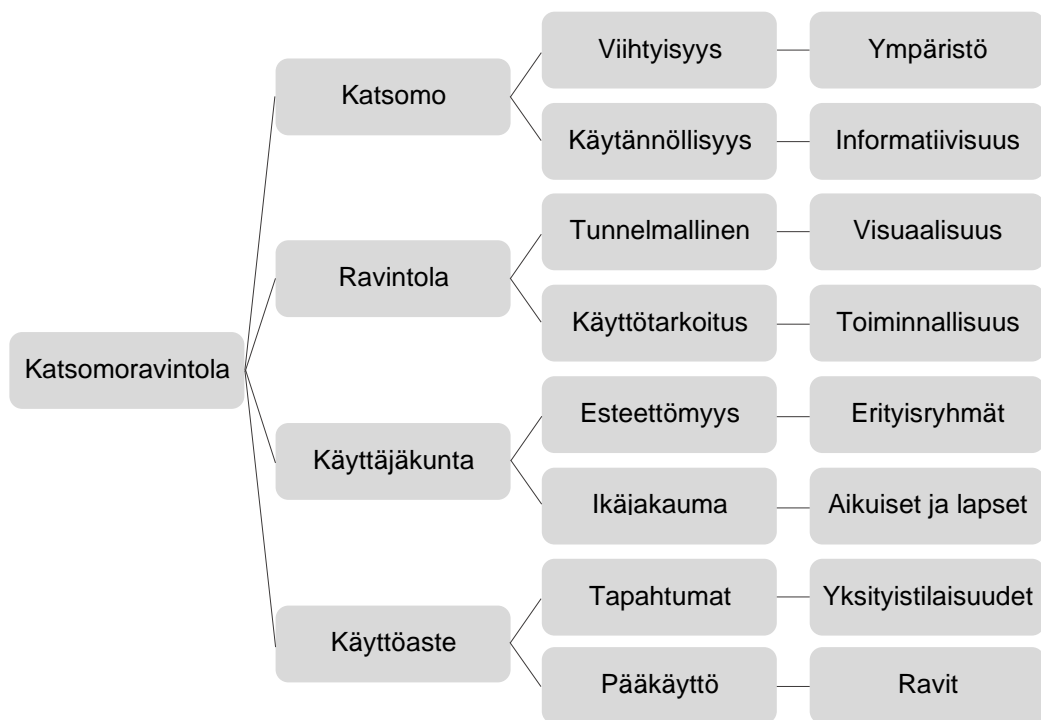 Katsomoravintola
Katsomo
Viihtyisyys
Ympäristö
Käytännöllisyys
Informatiivisuus
Ravintola
Tunnelmallinen
Visuaalisuus
Käyttötarkoitus
Toiminnallisuus
Käyttäjäkunta
Esteettömyys
Erityisryhmät
Ikäjakauma
Aikuiset ja lapset
Käyttöaste
Tapahtumat
Yksityistilaisuudet
Pääkäyttö
Ravit